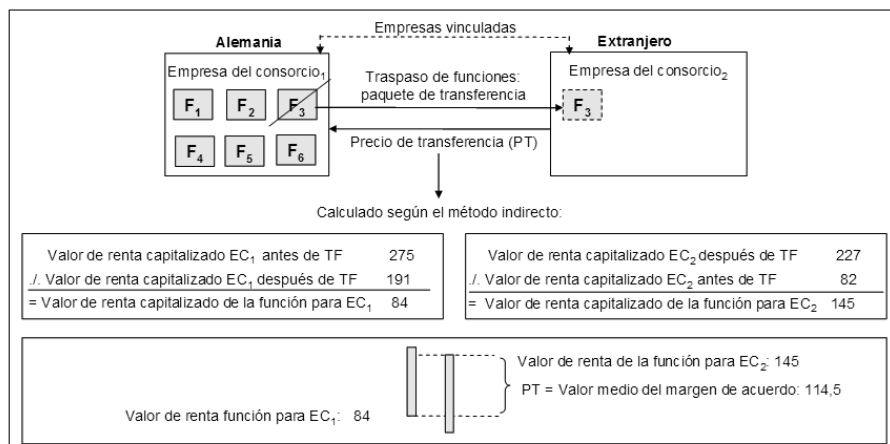 Empresas vinculadas
Alemania
Extranjero
Empresa del consorcio₁
Empresa del consorcio₂
Traspaso de funciones:
paquete de transferencia
F₁ F₂ F₃
F₃
Precio de transferencia (PT)
F₄ F₅ F₆
Calculado según el método indirecto:
Valor de renta capitalizado EC₁ antes de TF 275
./. Valor de renta capitalizado EC₁ después de TF 191
= Valor de renta capitalizado de la función para EC₁ 84
Valor de renta capitalizado EC₂ después de TF 227
./. Valor de renta capitalizado EC₂ antes de TF 82
= Valor de renta capitalizado de la función para EC₂ 145
Valor de renta de la función para EC₂: 145
PT = Valor medio del margen de acuerdo: 114,5
Valor de renta función para EC₁: 84